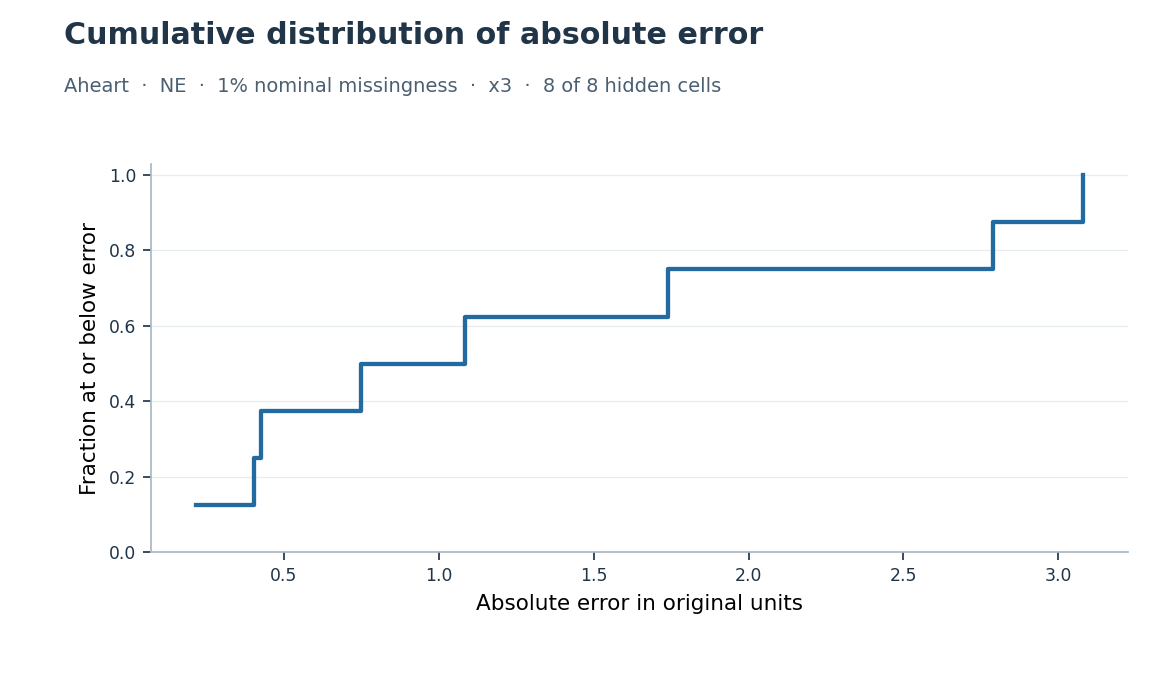 Cumulative distribution of absolute error
Aheart · NE · 1% nominal missingness · x3 · 8 of 8 hidden cells
Fraction at or below error
1.0
0.8
0.6
0.4
0.2
0.0
0.5 1.0 1.5 2.0 2.5 3.0
Absolute error in original units